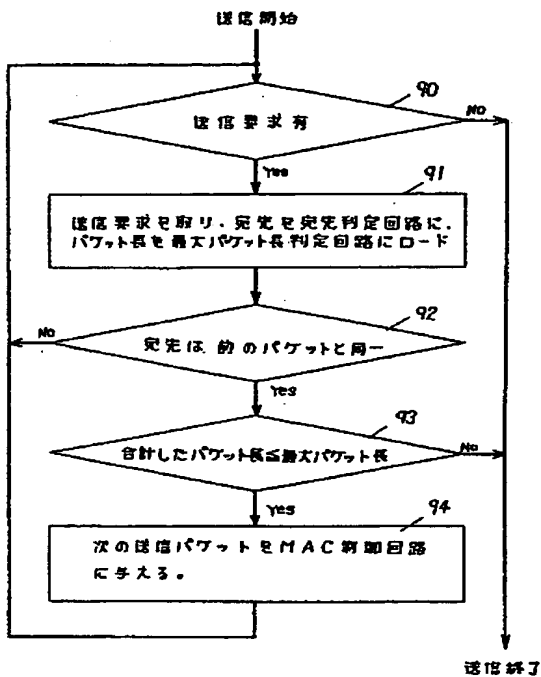 送信開始
90
送信要求有
No
Yes
91
送信要求を取り、宛先を宛先判定回路に、
パケット長を最大パケット長判定回路にロード
92
No
宛先は、前のパケットと同一
Yes
93
合計したパケット長≦最大パケット長
No
Yes
94
次の送信パケットをMAC制御回路
に与える。
送信終了